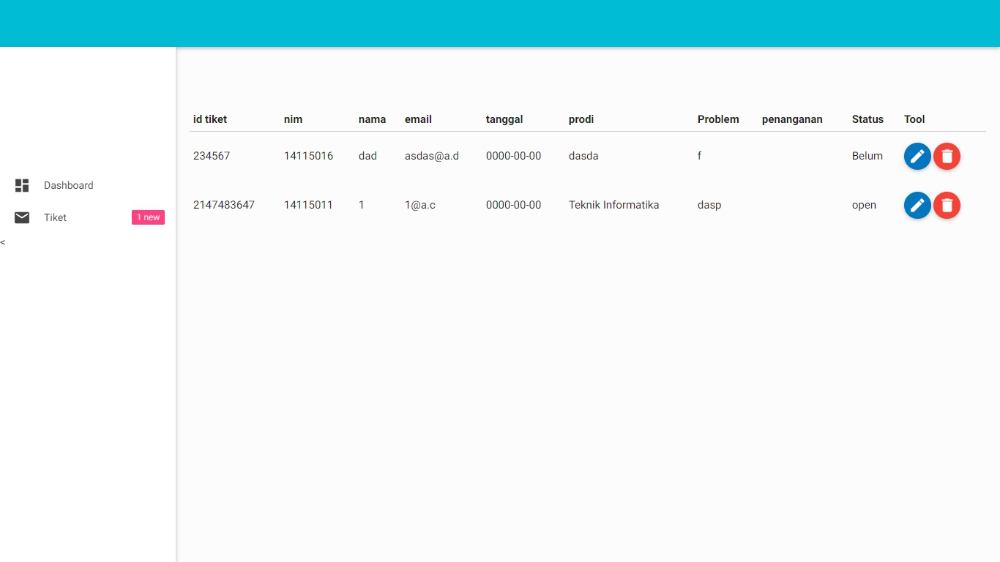 id tiket nim nama email tanggal prodi Problem penanganan Status Tool
234567 14115016 dad asdas@a.d 0000-00-00 dasda f Belum
2147483647 14115011 1 1@a.c 0000-00-00 Teknik Informatika dasp open
Dashboard
Tiket 1 new
<